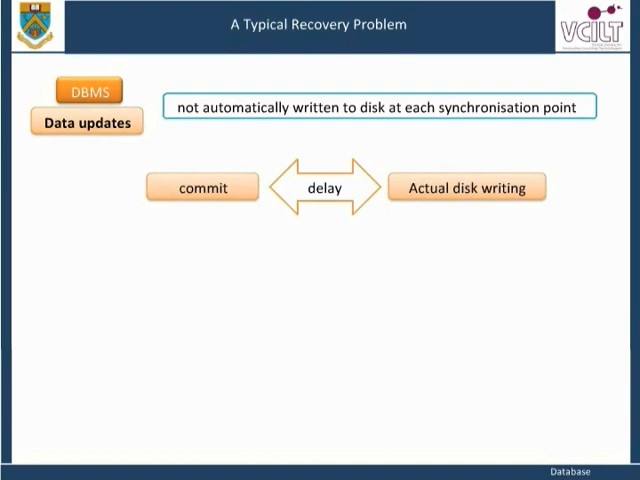 A Typical Recovery Problem
VCILT
DBMS
Data updates
not automatically written to disk at each synchronisation point
commit
delay
Actual disk writing
Database